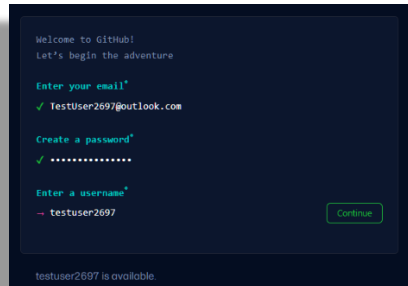 Welcome to GitHub!
Let's begin the adventure
Enter your email*
✓ TestUser2697@outlook.com
Create a password*
✓ •••••••••••••••
Enter a username*
→ testuser2697
Continue
testuser2697 is available.